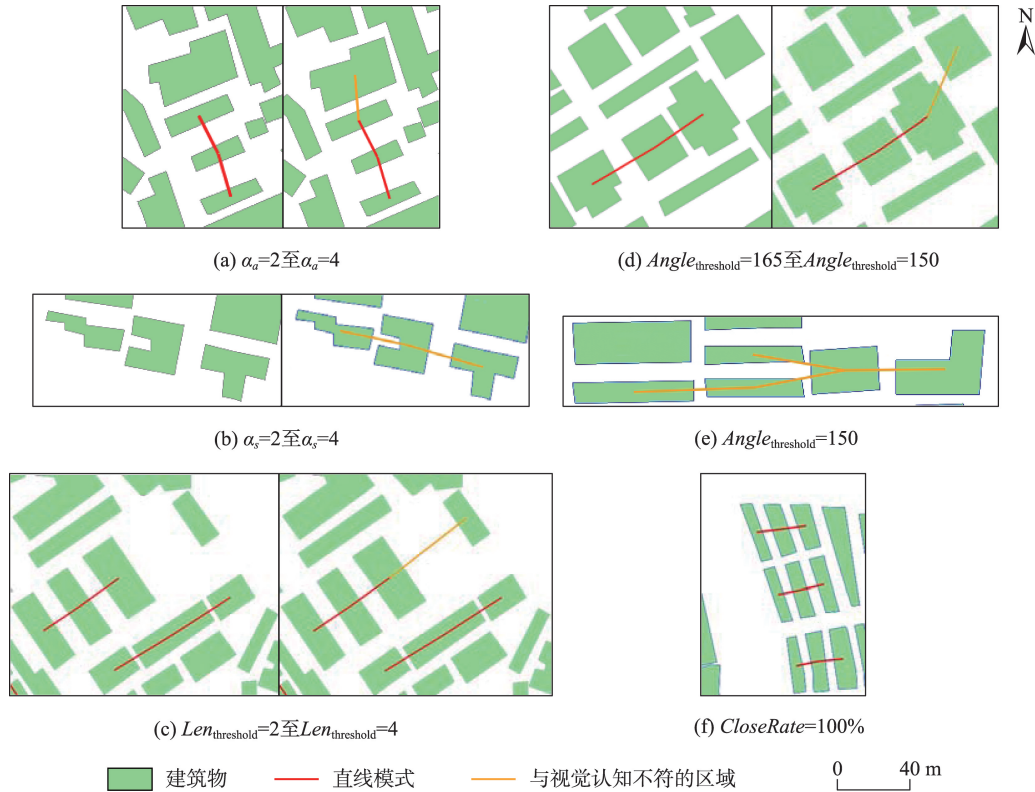 N
(a) αa=2至αa=4
(d) Anglethreshold=165至Anglethreshold=150
(b) αs=2至αs=4
(e) Anglethreshold=150
(c) Lenthreshold=2至Lenthreshold=4
(f) CloseRate=100%
建筑物
直线模式
与视觉认知不符的区域
0 40 m